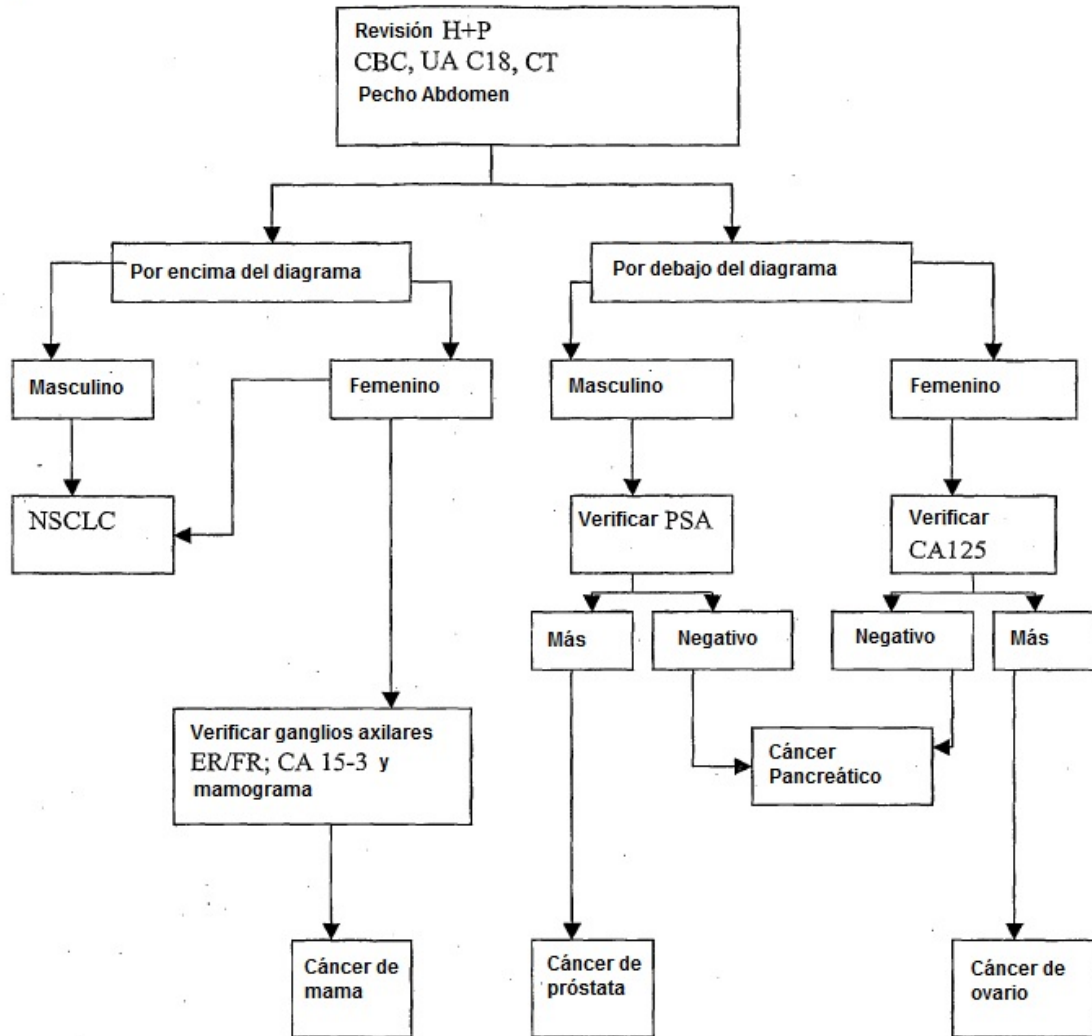 Revisión H+P
CBC, UA C18, CT
Pecho Abdomen
Por encima del diagrama
Por debajo del diagrama
Masculino
Femenino
Masculino
Femenino
NSCLC
Verificar PSA
Verificar
CA125
Más
Negativo
Negativo
Más
Verificar ganglios axilares
ER/FR; CA 15-3 y
mamograma
Cáncer
Pancreático
Cáncer de
mama
Cáncer de
próstata
Cáncer de
ovario